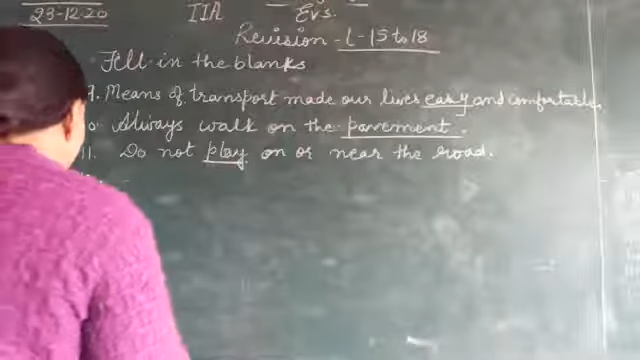 23-12-20 IIA Evs.
Revision - L - 15 to 18
Fill in the blanks
9. Means of transport made our lives easy and comfortable.
Always walk on the pavement.
11. Do not play on or near the road.